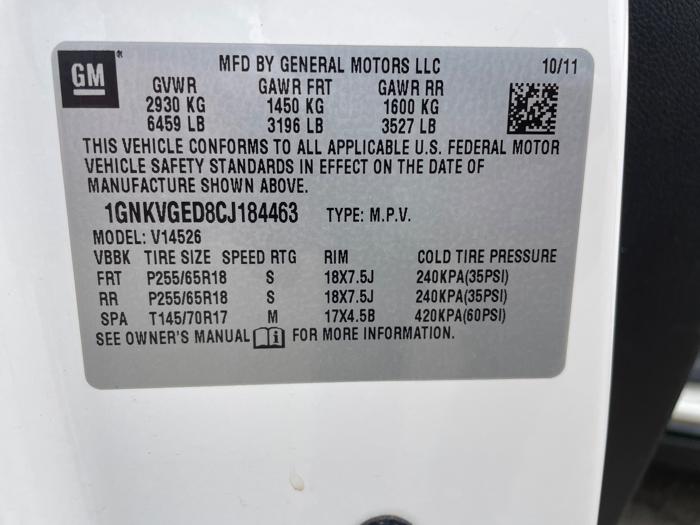 GM
MFD BY GENERAL MOTORS LLC 10/11
GVWR GAWR FRT GAWR RR
2930 KG 1450 KG 1600 KG
6459 LB 3196 LB 3527 LB
THIS VEHICLE CONFORMS TO ALL APPLICABLE U.S. FEDERAL MOTOR
VEHICLE SAFETY STANDARDS IN EFFECT ON THE DATE OF
MANUFACTURE SHOWN ABOVE.
1GNKVGED8CJ184463 TYPE: M.P.V.
MODEL: V14526
VBBK TIRE SIZE SPEED RTG RIM COLD TIRE PRESSURE
FRT P255/65R18 S 18X7.5J 240KPA(35PSI)
RR P255/65R18 S 18X7.5J 240KPA(35PSI)
SPA T145/70R17 M 17X4.5B 420KPA(60PSI)
SEE OWNER'S MANUAL FOR MORE INFORMATION.